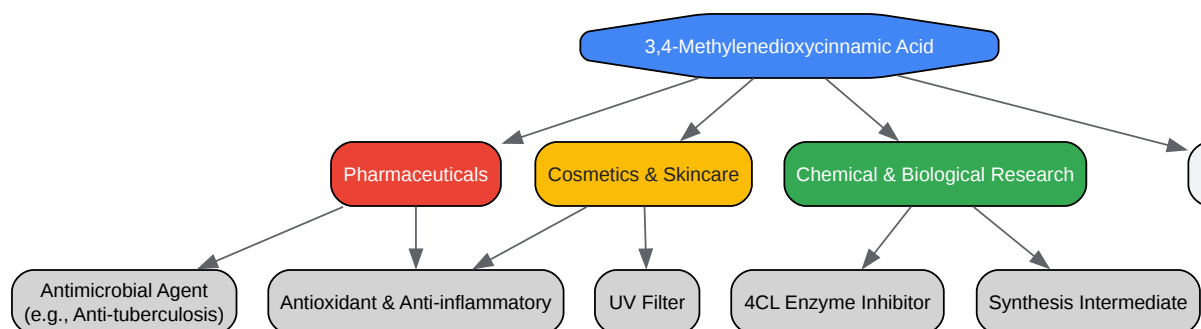 3,4-Methylenedioxycinnamic Acid
Pharmaceuticals
Cosmetics & Skincare
Chemical & Biological Research
Antimicrobial Agent
(e.g., Anti-tuberculosis)
Antioxidant & Anti-inflammatory
UV Filter
4CL Enzyme Inhibitor
Synthesis Intermediate